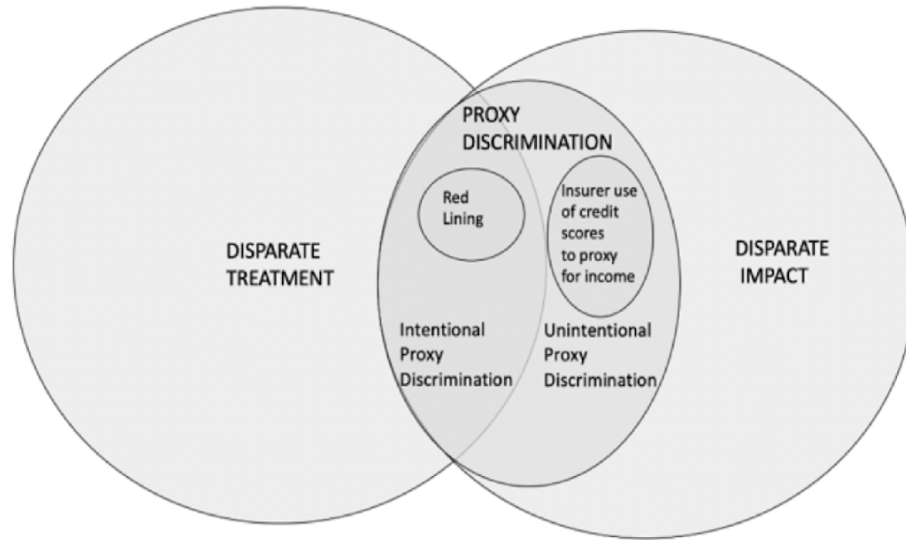 PROXY
DISCRIMINATION
Red
Lining
Insurer use
of credit
scores
to proxy
for income
DISPARATE
TREATMENT
DISPARATE
IMPACT
Intentional
Proxy
Discrimination
Unintentional
Proxy
Discrimination